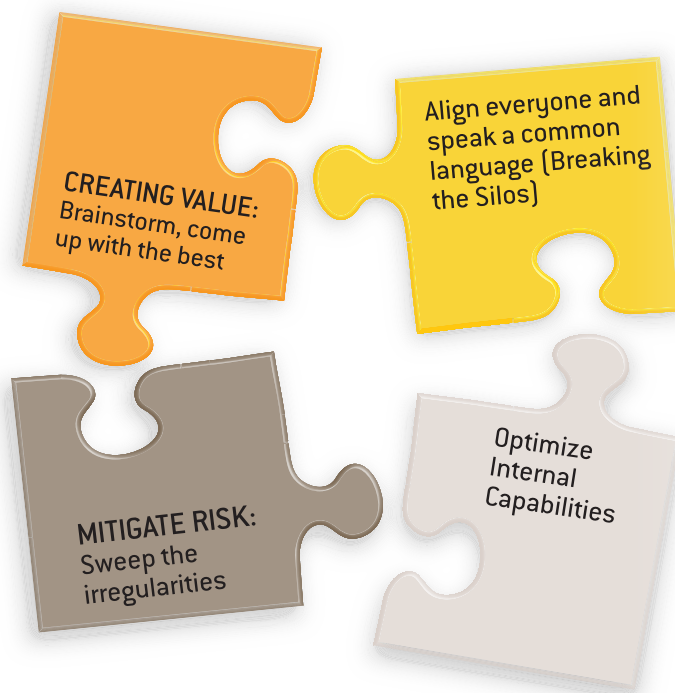 CREATING VALUE:
Brainstorm, come
up with the best
Align everyone and
speak a common
language (Breaking
the Silos)
MITIGATE RISK:
Sweep the
irregularities
Optimize
Internal
Capabilities